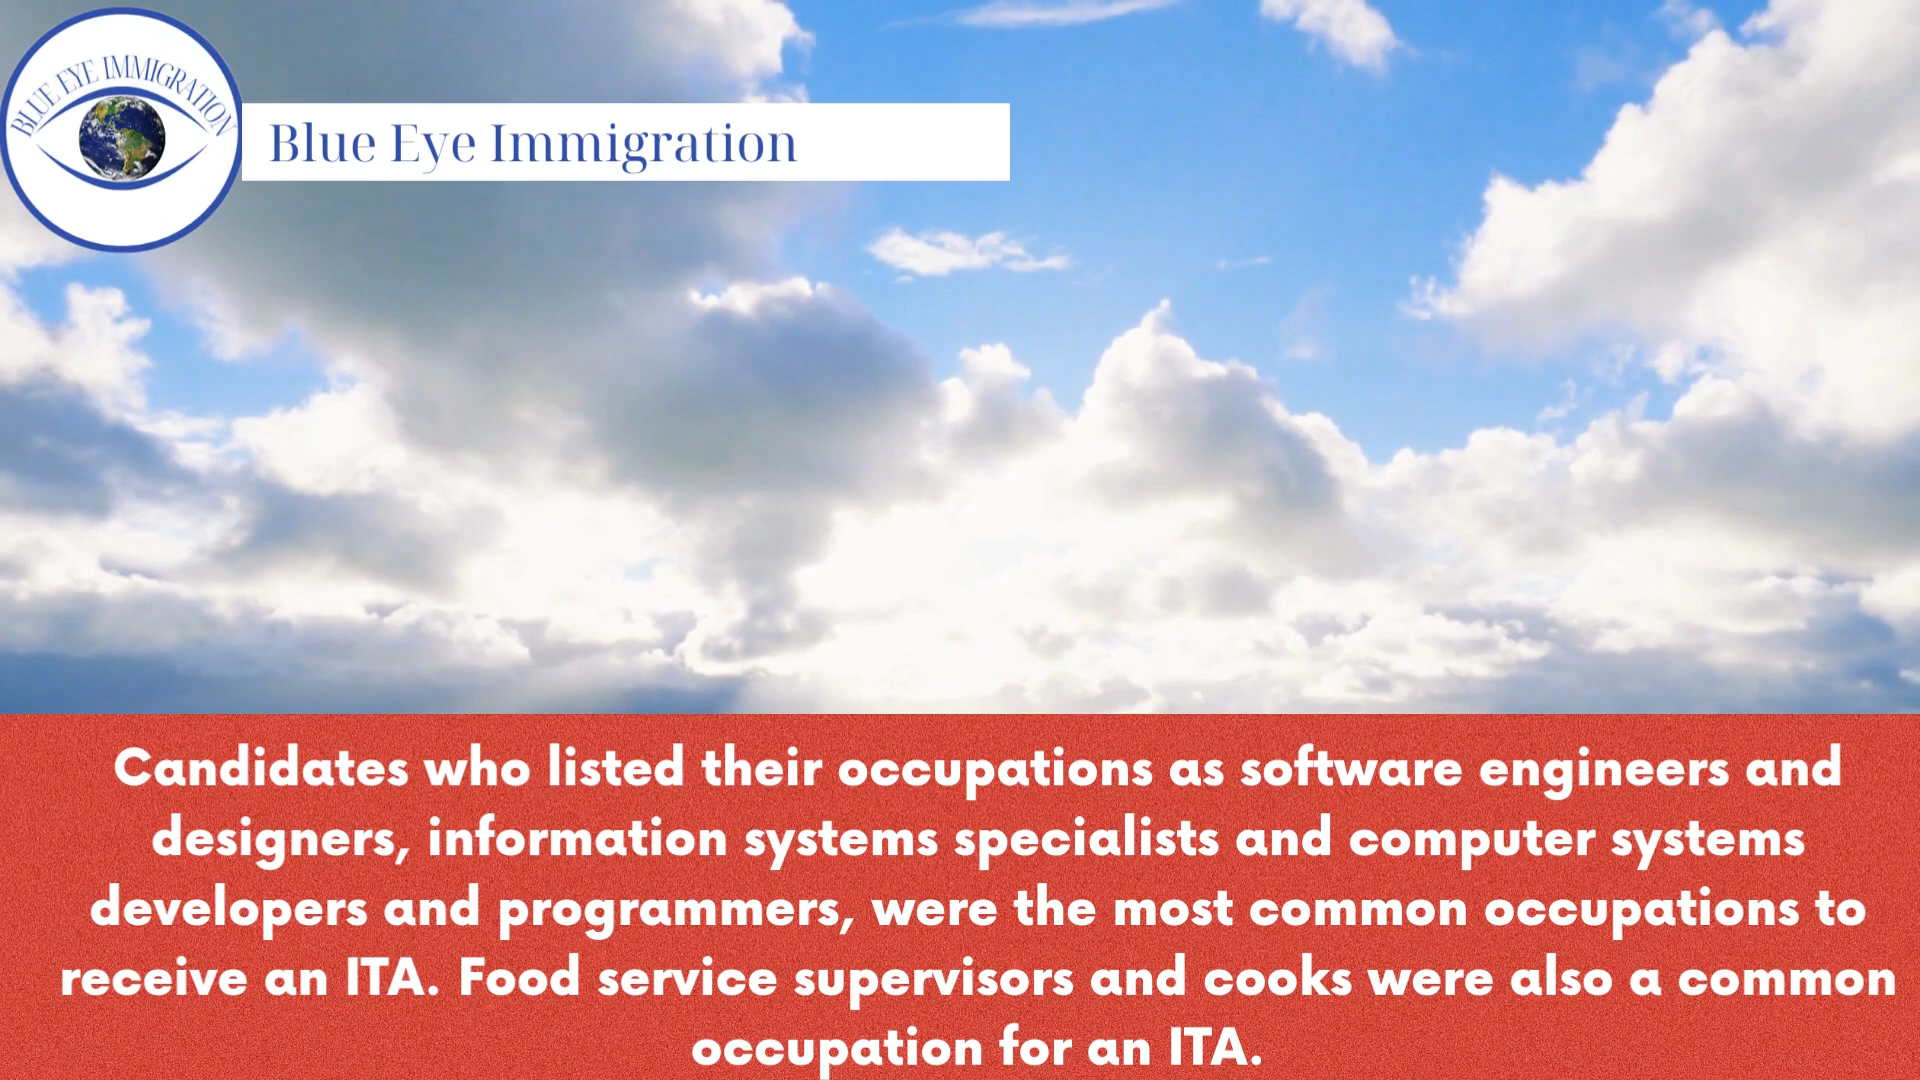 BLUE EYE IMMIGRATION
Blue Eye Immigration
Candidates who listed their occupations as software engineers and
designers, information systems specialists and computer systems
developers and programmers, were the most common occupations to
receive an ITA. Food service supervisors and cooks were also a common
occupation for an ITA.